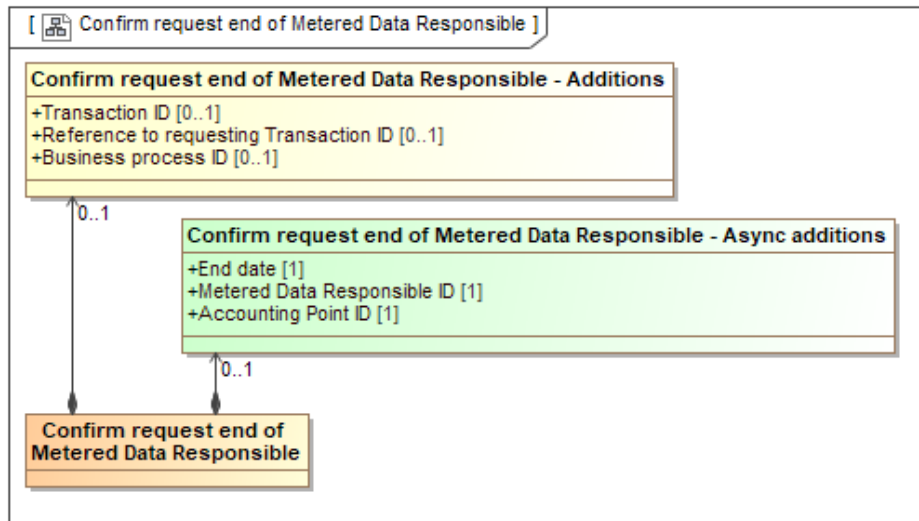 [ Confirm request end of Metered Data Responsible ]
Confirm request end of Metered Data Responsible - Additions
+Transaction ID [0..1]
+Reference to requesting Transaction ID [0..1]
+Business process ID [0..1]
0..1
Confirm request end of Metered Data Responsible - Async additions
+End date [1]
+Metered Data Responsible ID [1]
+Accounting Point ID [1]
0..1
Confirm request end of
Metered Data Responsible